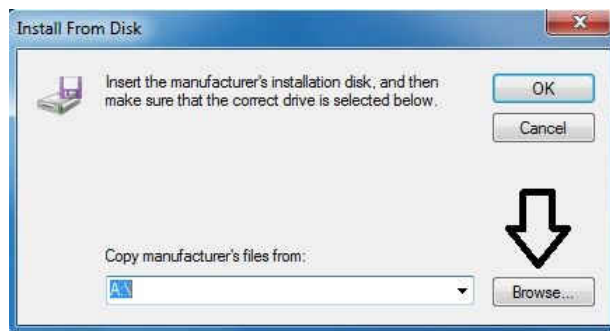 Install From Disk
Insert the manufacturer's installation disk, and then
make sure that the correct drive is selected below.
OK
Cancel
Copy manufacturer's files from:
A:\
Browse...